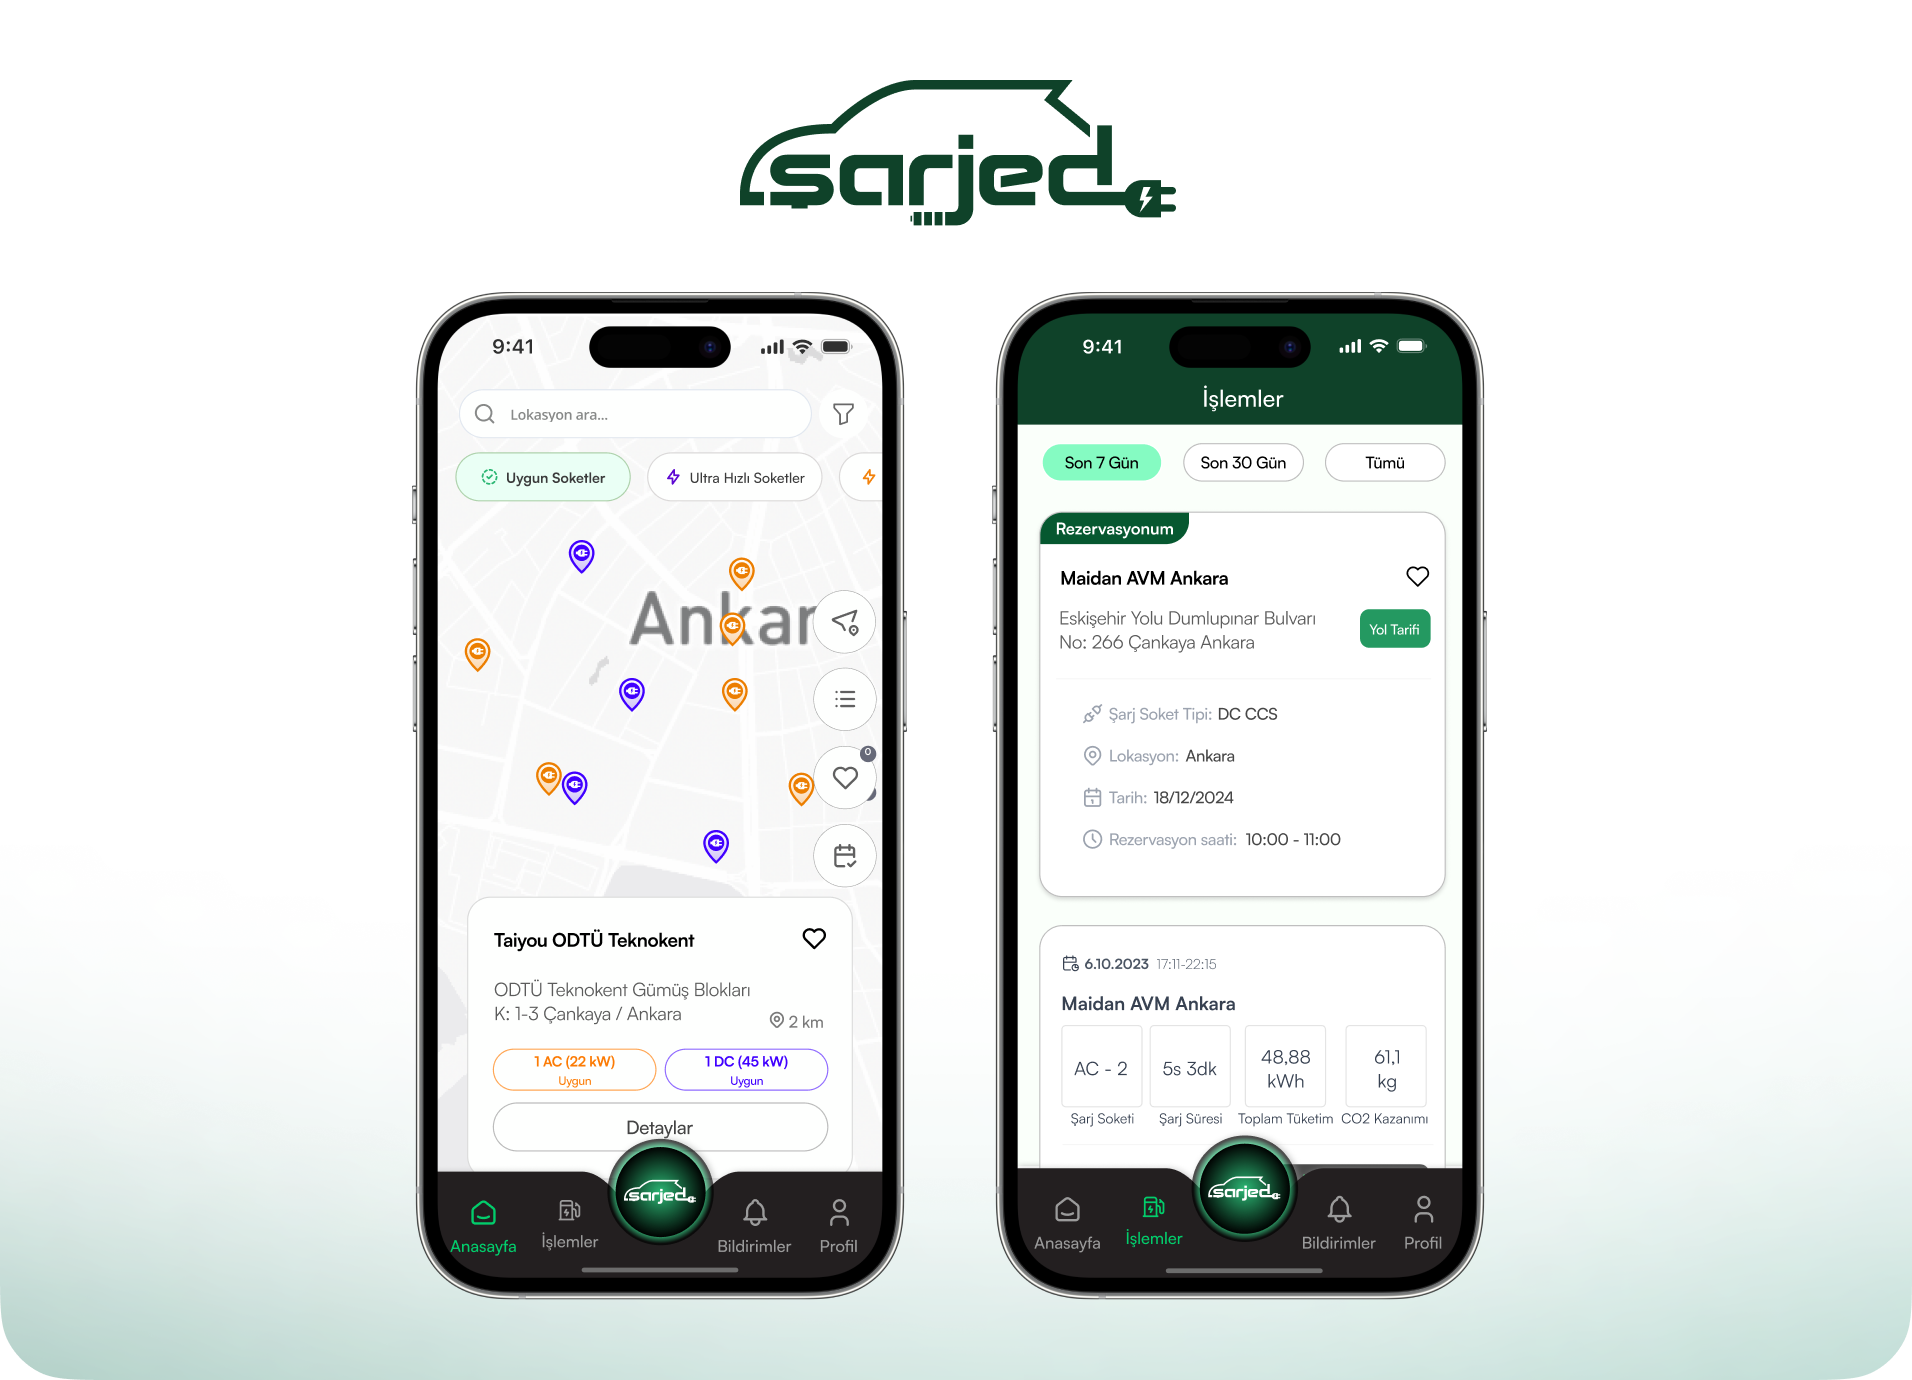 şarjed
9:41
Lokasyon ara...
Uygun Soketler
Ultra Hızlı Soketler
Ankar
0
Taiyou ODTÜ Teknokent
ODTÜ Teknokent Gümüş Blokları
K: 1-3 Çankaya / Ankara
2 km
1 AC (22 kW)
Uygun
1 DC (45 kW)
Uygun
Detaylar
şarjed
Anasayfa
İşlemler
Bildirimler
Profil
9:41
İşlemler
Son 7 Gün
Son 30 Gün
Tümü
Rezervasyonum
Maidan AVM Ankara
Eskişehir Yolu Dumlupınar Bulvarı
No: 266 Çankaya Ankara
Yol Tarifi
Şarj Soket Tipi: DC CCS
Lokasyon: Ankara
Tarih: 18/12/2024
Rezervasyon saati: 10:00 - 11:00
6.10.2023 17:11-22:15
Maidan AVM Ankara
AC - 2
Şarj Soketi
5s 3dk
Şarj Süresi
48,88
kWh
Toplam Tüketim
61,1
kg
CO2 Kazanımı
şarjed
Anasayfa
İşlemler
Bildirimler
Profil